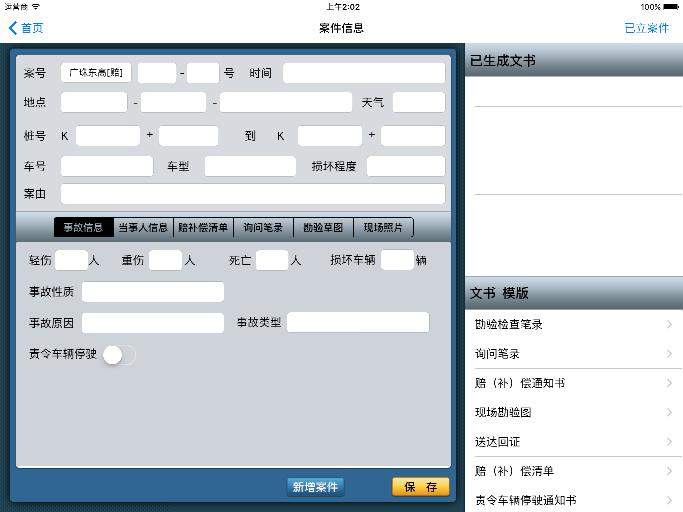 运营商 上午2:02 100%
首页 案件信息 已立案件
案号 广珠东高[赔] - 号 时间
地点 - - 天气
桩号 K + 到 K +
车号 车型 损坏程度
案由
事故信息 当事人信息 赔补偿清单 询问笔录 勘验草图 现场照片
轻伤 人 重伤 人 死亡 人 损坏车辆 辆
事故性质
事故原因 事故类型
责令车辆停驶
新增案件 保 存
已生成文书
文书 模版
勘验检查笔录
询问笔录
赔（补）偿通知书
现场勘验图
送达回证
赔（补）偿清单
责令车辆停驶通知书